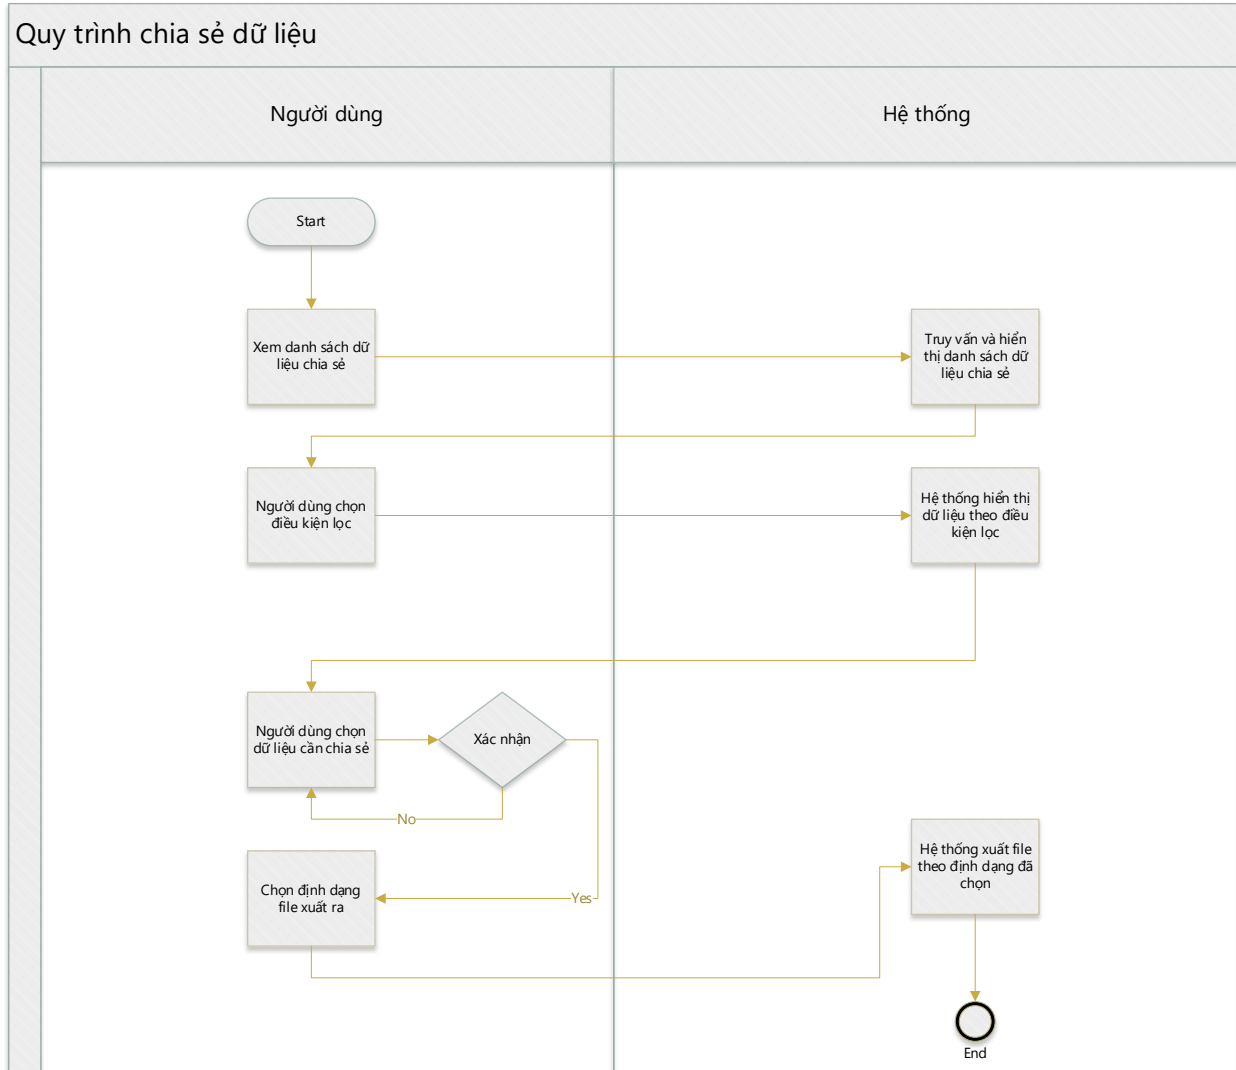 Quy trình chia sẻ dữ liệu
Người dùng
Hệ thống
Start
Xem danh sách dữ
liệu chia sẻ
Truy vấn và hiển
thị danh sách dữ
liệu chia sẻ
Người dùng chọn
điều kiện lọc
Hệ thống hiển thị
dữ liệu theo điều
kiện lọc
Người dùng chọn
dữ liệu cần chia sẻ
Xác nhận
No
Chọn định dạng
file xuất ra
Yes
Hệ thống xuất file
theo định dạng đã
chọn
End